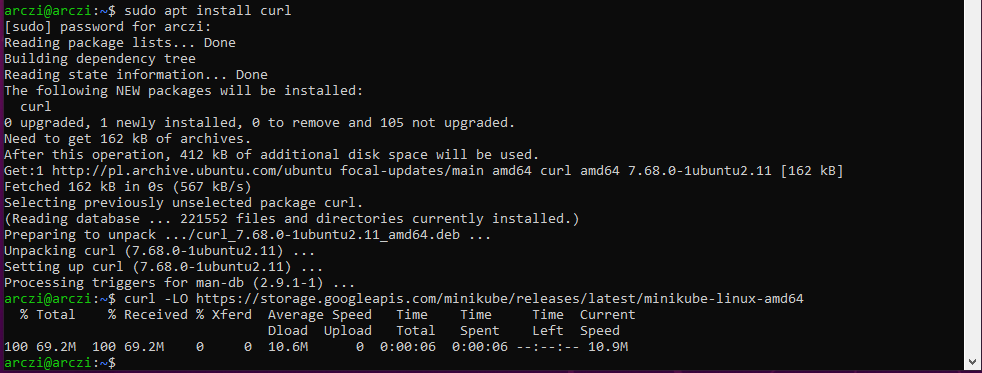 arczi@arczi:~$ sudo apt install curl
[sudo] password for arczi:
Reading package lists... Done
Building dependency tree
Reading state information... Done
The following NEW packages will be installed:
  curl
0 upgraded, 1 newly installed, 0 to remove and 105 not upgraded.
Need to get 162 kB of archives.
After this operation, 412 kB of additional disk space will be used.
Get:1 http://pl.archive.ubuntu.com/ubuntu focal-updates/main amd64 curl amd64 7.68.0-1ubuntu2.11 [162 kB]
Fetched 162 kB in 0s (567 kB/s)
Selecting previously unselected package curl.
(Reading database ... 221552 files and directories currently installed.)
Preparing to unpack .../curl_7.68.0-1ubuntu2.11_amd64.deb ...
Unpacking curl (7.68.0-1ubuntu2.11) ...
Setting up curl (7.68.0-1ubuntu2.11) ...
Processing triggers for man-db (2.9.1-1) ...
arczi@arczi:~$ curl -LO https://storage.googleapis.com/minikube/releases/latest/minikube-linux-amd64
  % Total    % Received % Xferd  Average Speed   Time    Time     Time  Current
                                 Dload  Upload   Total   Spent    Left  Speed
100 69.2M  100 69.2M    0     0  10.6M      0  0:00:06  0:00:06 --:--:-- 10.9M
arczi@arczi:~$